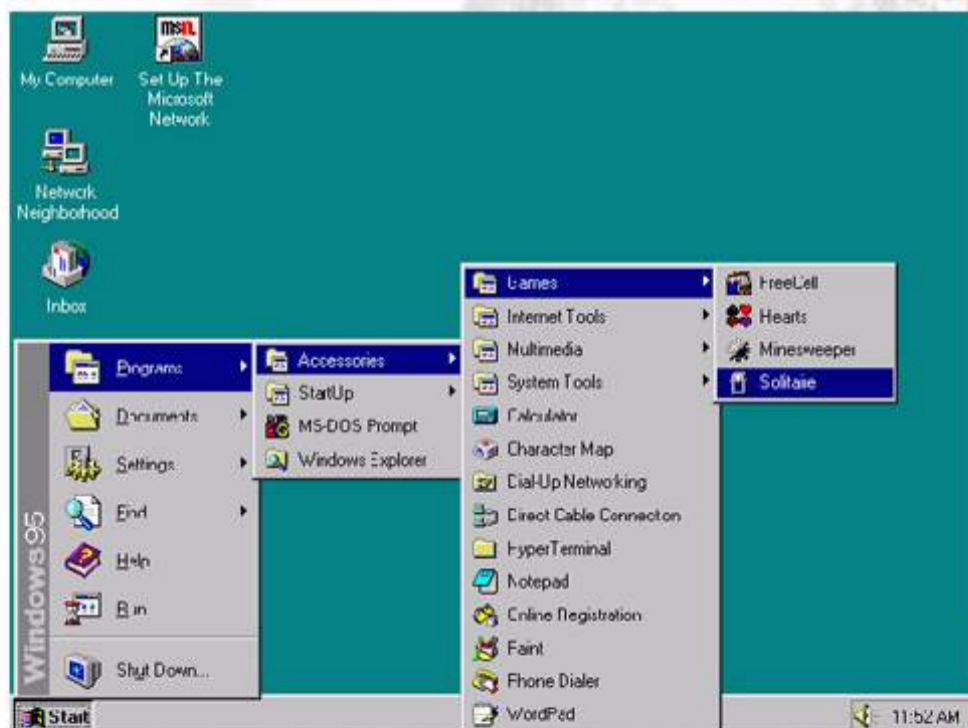 My Computer
msn.
Set Up The
Microsoft
Network
Network
Neighborhood
Inbox
Windows 95
Programs
Documents
Settings
Find
Help
Run
Shut Down...
Accessories
StartUp
MS-DOS Prompt
Windows Explorer
Games
Internet Tools
Multimedia
System Tools
Calculator
Character Map
Dial-Up Networking
Direct Cable Connection
HyperTerminal
Notepad
Online Registration
Paint
Phone Dialer
WordPad
FreeCell
Hearts
Minesweeper
Solitaire
Start
11:52 AM